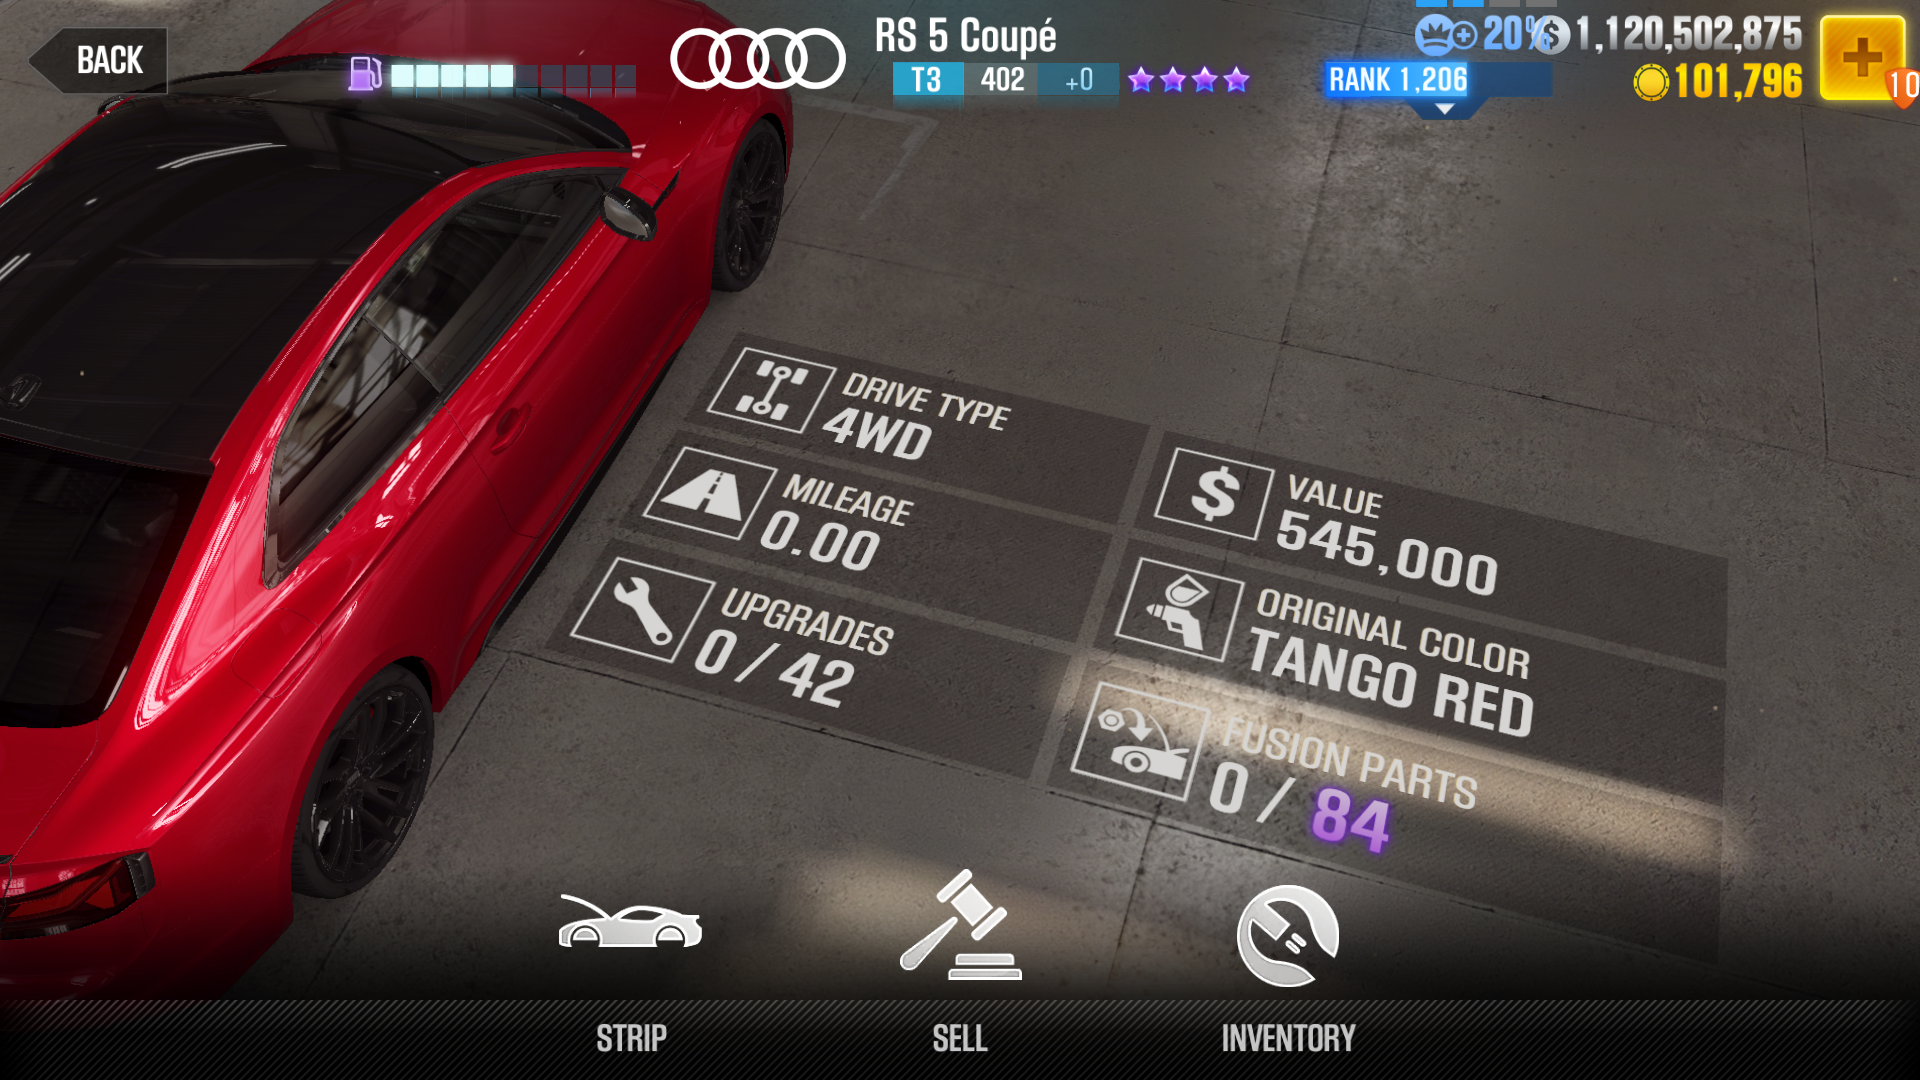 BACK
RS 5 Coupé
T3 402 +0
20%
$ 1,120,502,875
RANK 1,206
101,796
10
DRIVE TYPE
4WD
MILEAGE
0.00
UPGRADES
0 / 42
$ VALUE
545,000
ORIGINAL COLOR
TANGO RED
FUSION PARTS
0 / 84
STRIP
SELL
INVENTORY